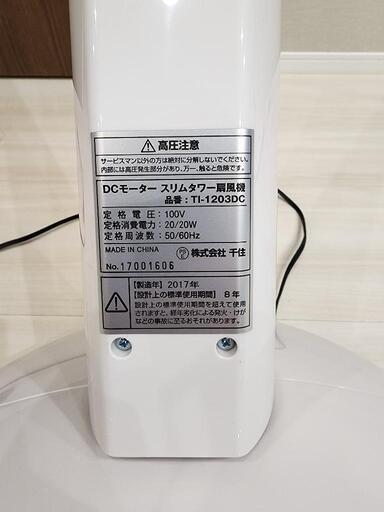 高圧注意
サービスマン以外の方は絶対に分解しないでください。
内部には高圧発生部分があり、万一、触ると危険です。
DCモーター スリムタワー扇風機
品番：TI-1203DC
定格電圧：100V
定格消費電力：20/20W
定格周波数：50/60Hz
MADE IN CHINA
株式会社 千住
No.17001606
【製造年】2017年
【設計上の標準使用期間】8年
設計上の標準使用期間を超えて使用
されますと、経年劣化による発火・けが
などの事故に至るおそれがあります。